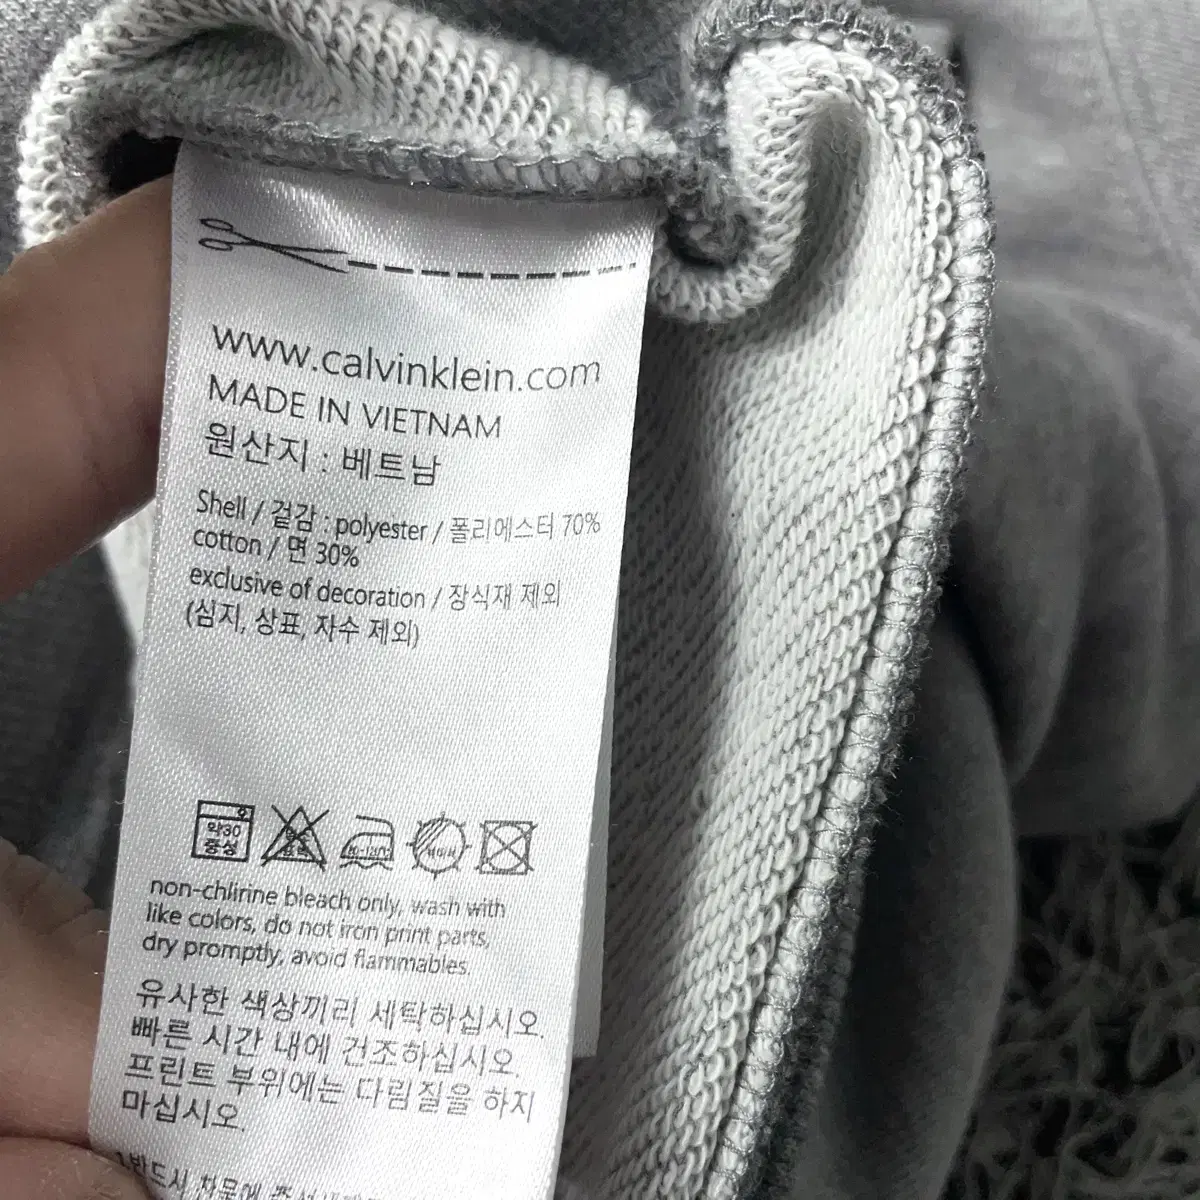 www.calvinklein.com
MADE IN VIETNAM
원산지 : 베트남
Shell / 겉감 : polyester / 폴리에스터 70%
cotton / 면 30%
exclusive of decoration / 장식재 제외
(심지, 상표, 자수 제외)
약30
중성
non-chlirine bleach only, wash with
like colors, do not iron print parts,
dry promptly, avoid flammables.
유사한 색상끼리 세탁하십시오.
빠른 시간 내에 건조하십시오.
프린트 부위에는 다림질을 하지
마십시오.